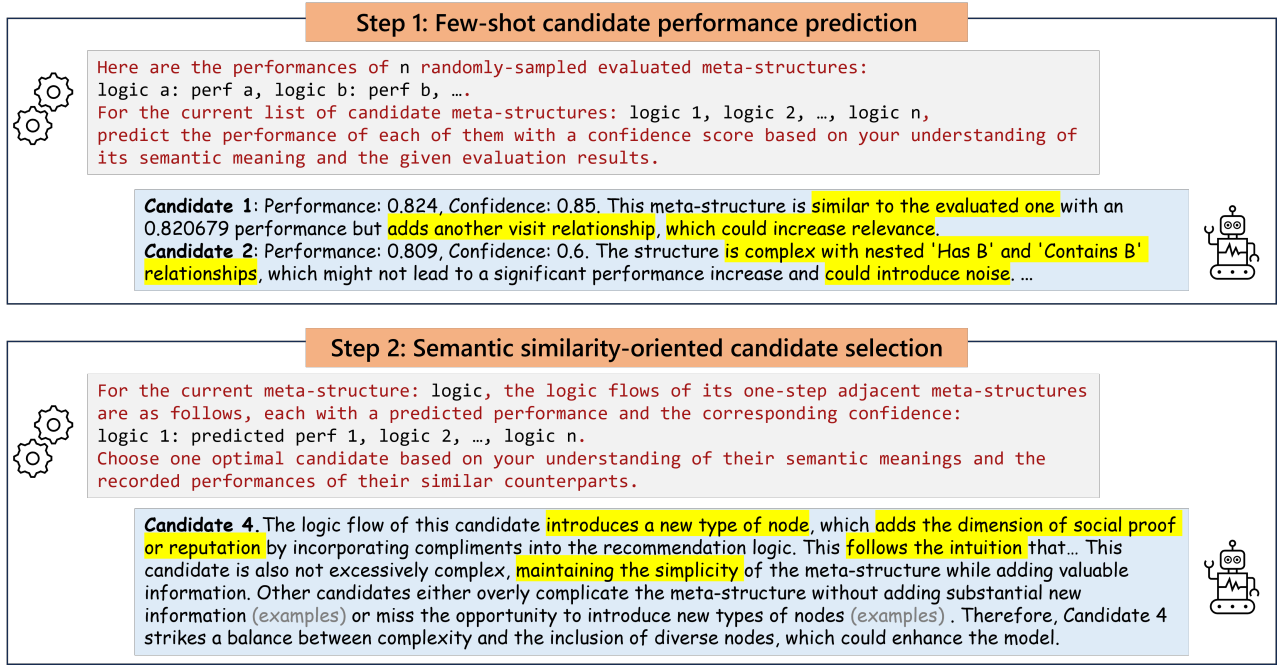 Step 1: Few-shot candidate performance prediction
Here are the performances of n randomly-sampled evaluated meta-structures:
logic a: perf a, logic b: perf b, ….
For the current list of candidate meta-structures: logic 1, logic 2, …, logic n,
predict the performance of each of them with a confidence score based on your understanding of
its semantic meaning and the given evaluation results.
Candidate 1: Performance: 0.824, Confidence: 0.85. This meta-structure is similar to the evaluated one with an
0.820679 performance but adds another visit relationship, which could increase relevance.
Candidate 2: Performance: 0.809, Confidence: 0.6. The structure is complex with nested 'Has B' and 'Contains B'
relationships, which might not lead to a significant performance increase and could introduce noise. …
Step 2: Semantic similarity-oriented candidate selection
For the current meta-structure: logic, the logic flows of its one-step adjacent meta-structures
are as follows, each with a predicted performance and the corresponding confidence:
logic 1: predicted perf 1, logic 2, …, logic n.
Choose one optimal candidate based on your understanding of their semantic meanings and the
recorded performances of their similar counterparts.
Candidate 4. The logic flow of this candidate introduces a new type of node, which adds the dimension of social proof
or reputation by incorporating compliments into the recommendation logic. This follows the intuition that… This
candidate is also not excessively complex, maintaining the simplicity of the meta-structure while adding valuable
information. Other candidates either overly complicate the meta-structure without adding substantial new
information (examples) or miss the opportunity to introduce new types of nodes (examples) . Therefore, Candidate 4
strikes a balance between complexity and the inclusion of diverse nodes, which could enhance the model.